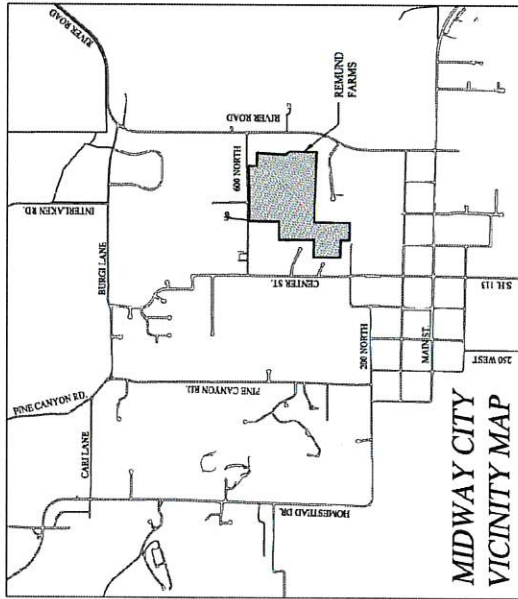 RIVER ROAD
REMUND
FARMS
RIVER ROAD
600 NORTH
INTERLAKEN RD.
BURGI LANE
CENTER ST.
S.H. 113
MAIN ST.
200 NORTH
250 WEST
PINE CANYON RD.
PINE CANYON RD.
CARI LANE
HOMESTEAD DR.
MIDWAY CITY
VICINITY MAP